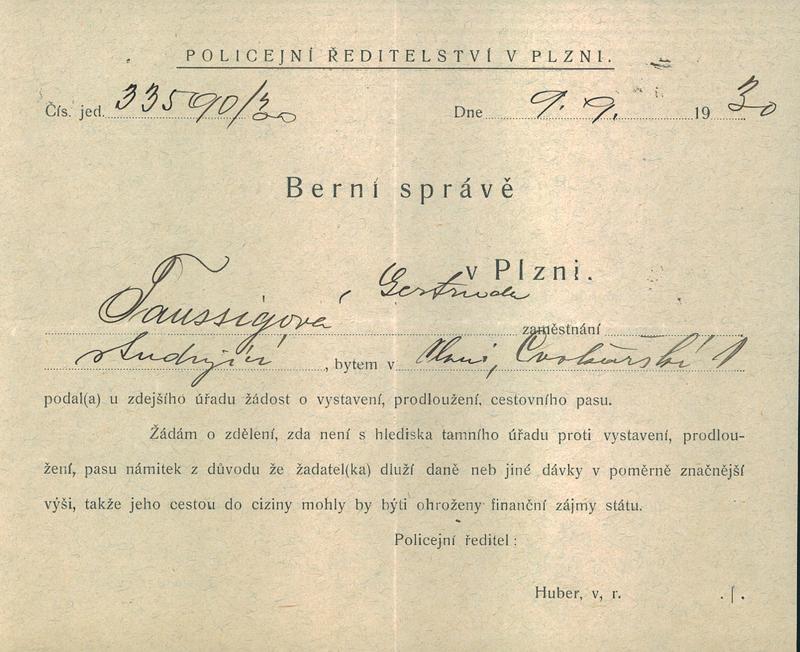 POLICEJNÍ ŘEDITELSTVÍ V PLZNI.
Čís. jed. 33590/30 Dne 9. 9. 1930
Berní správě
v Plzni.
Taussigová, Gertruda zaměstnání
studující, bytem v Plzni, 1
podal(a) u zdejšího úřadu žádost o vystavení, prodloužení, cestovního pasu.
Žádám o zdělení, zda není s hlediska tamního úřadu proti vystavení, prodlou-
žení, pasu námitek z důvodu že žadatel(ka) dluží daně neb jiné dávky v poměrně značnější
výši, takže jeho cestou do ciziny mohly by býti ohroženy finanční zájmy státu.
Policejní ředitel:
Huber, v, r.